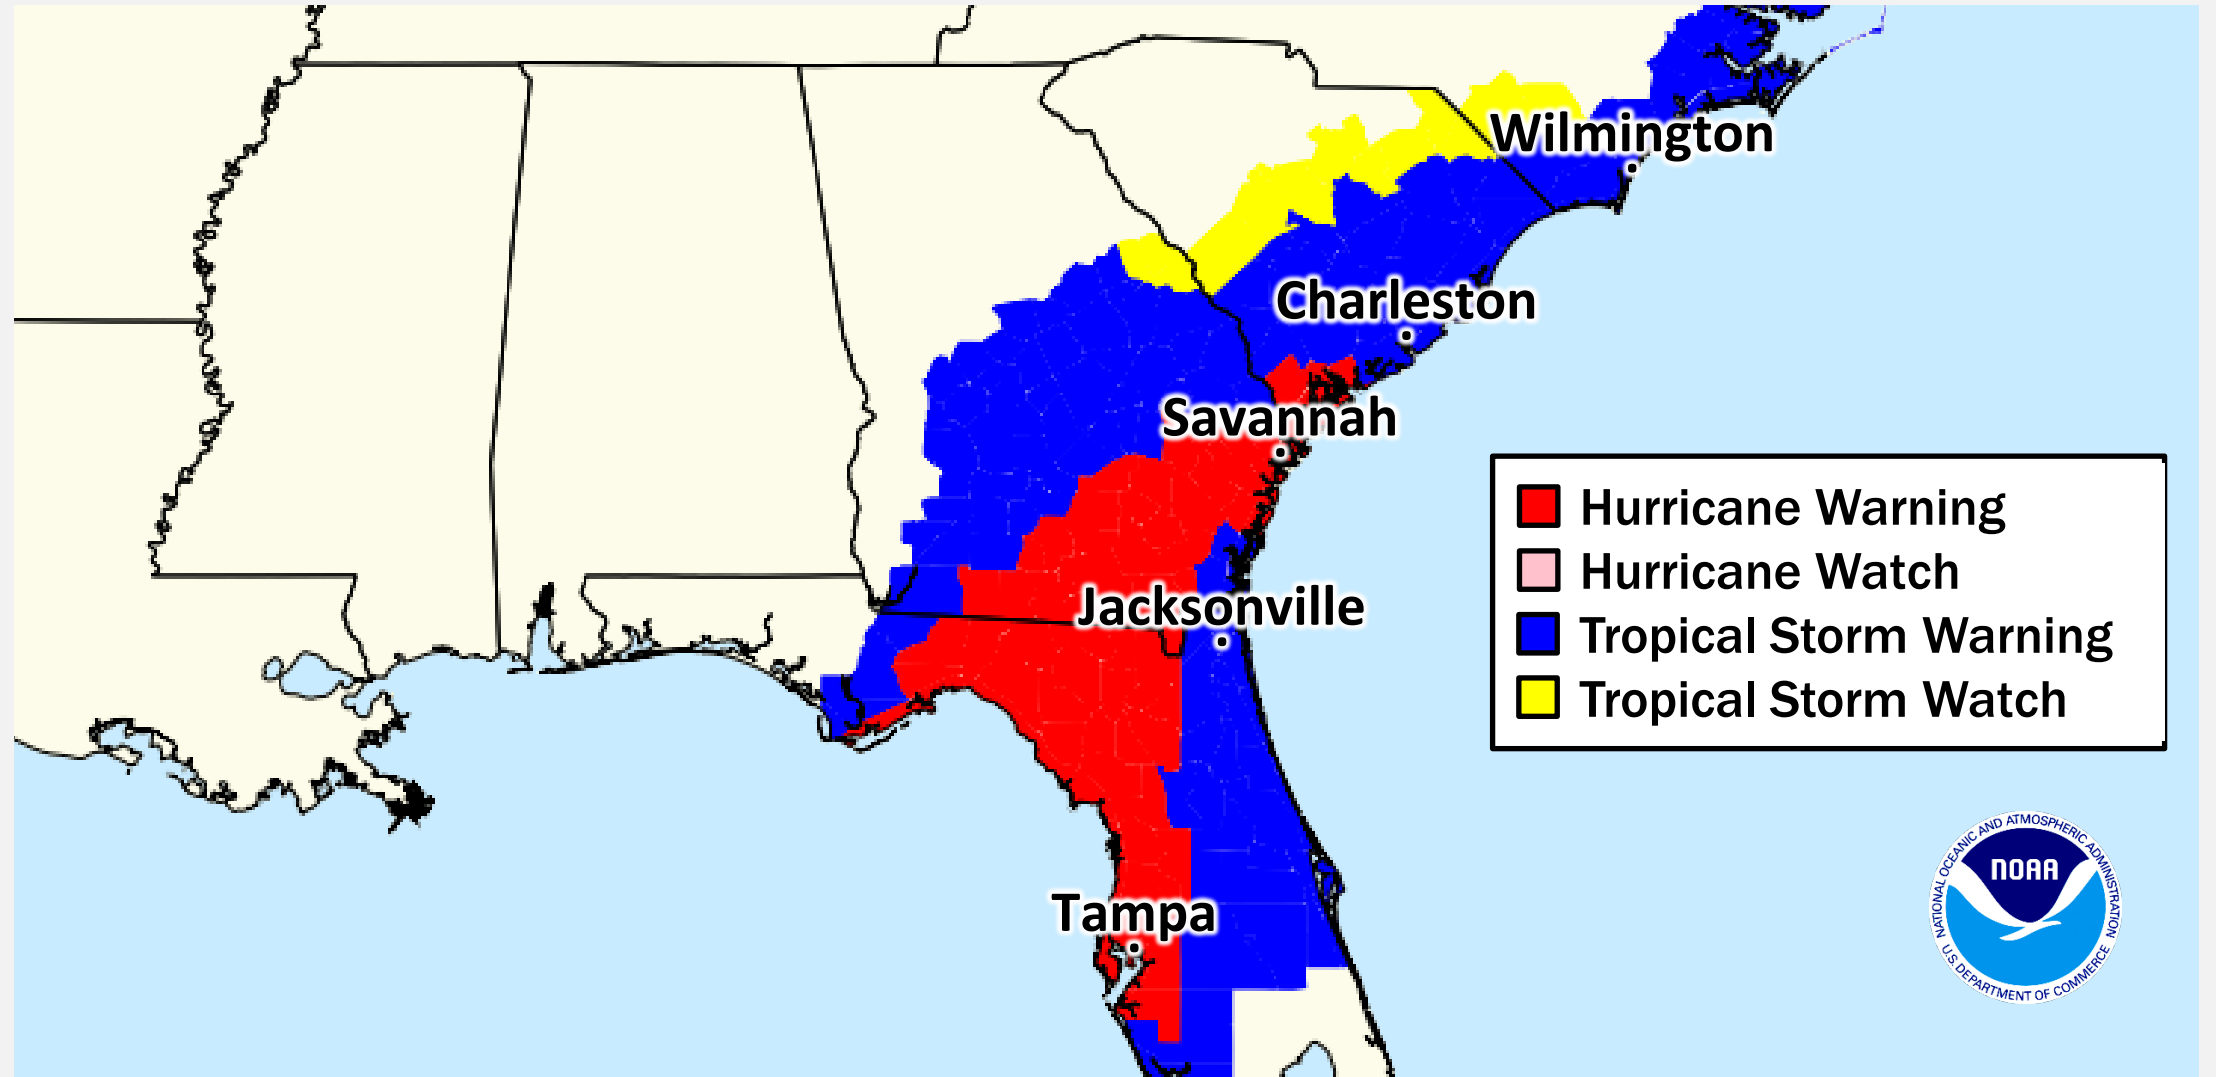 Wilmington
Charleston
Savannah
Hurricane Warning
Hurricane Watch
Jacksonville
Tropical Storm Warning
Tropical Storm Watch
NATIONAL OCEANIC AND ATMOSPHERIC ADMINISTRATION
NOAA
U.S. DEPARTMENT OF COMMERCE
Tampa